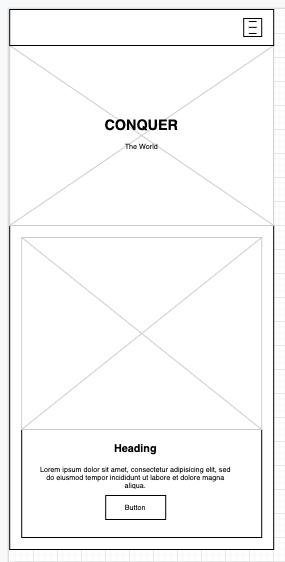 CONQUER
The World
Heading
Lorem ipsum dolor sit amet, consectetur adipisicing elit, sed
do eiusmod tempor incididunt ut labore et dolore magna
aliqua.
Button